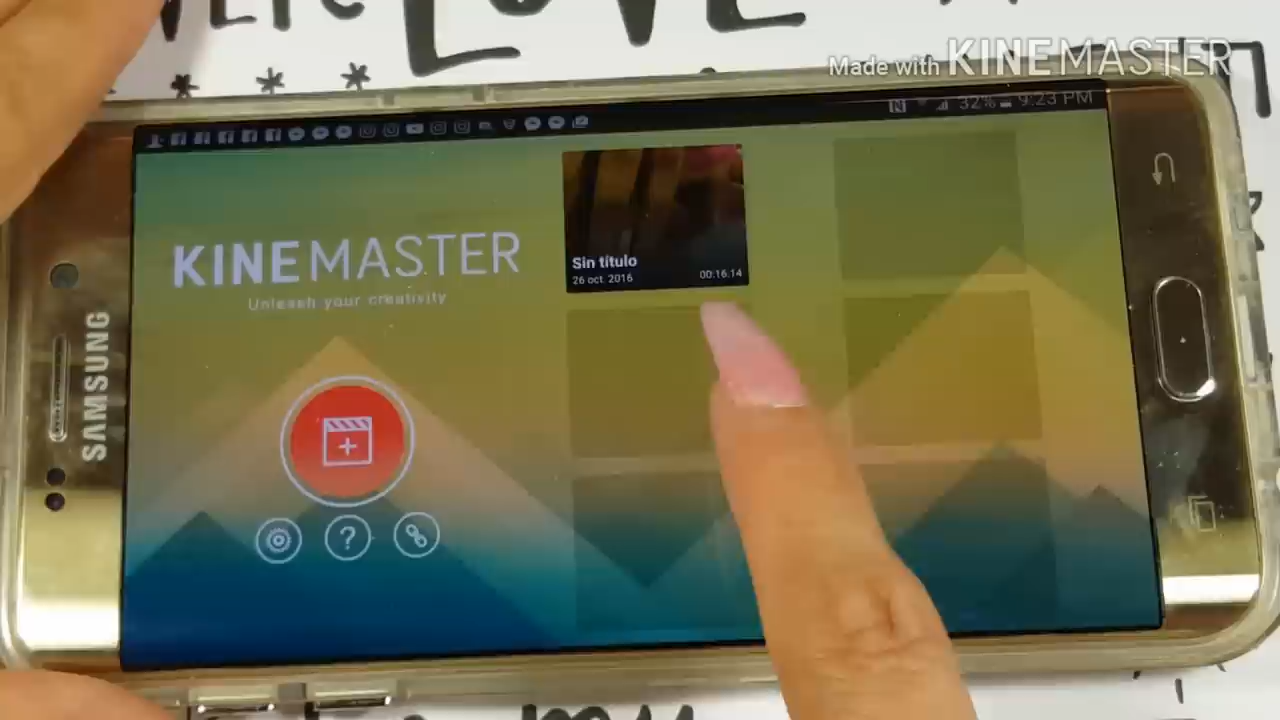 LOVE
Made with KINEMASTER
32% 9:23 PM
KINEMASTER
Unleash your creativity
Sin título
26 oct. 2016 00:16:14
SAMSUNG